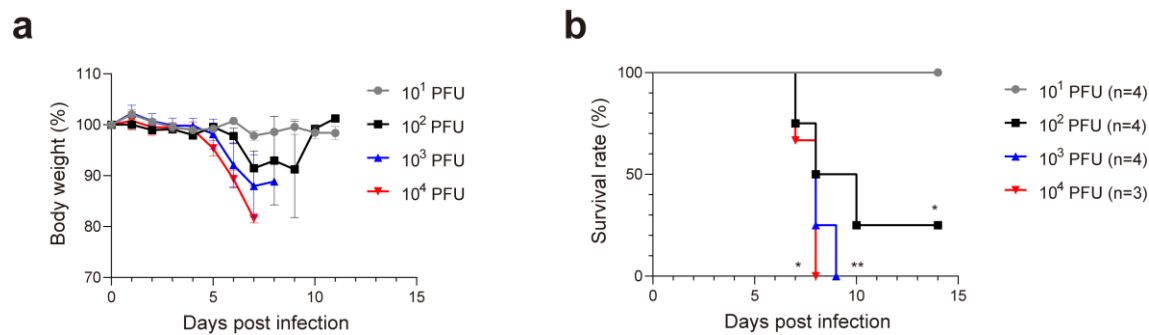 a
110
100
90
80
70
Body weight (%)
0
5
10
15
Days post infection
10¹ PFU
10² PFU
10³ PFU
10⁴ PFU
b
100
50
0
Survival rate (%)
*
**
*
0
5
10
15
Days post infection
10¹ PFU (n=4)
10² PFU (n=4)
10³ PFU (n=4)
10⁴ PFU (n=3)